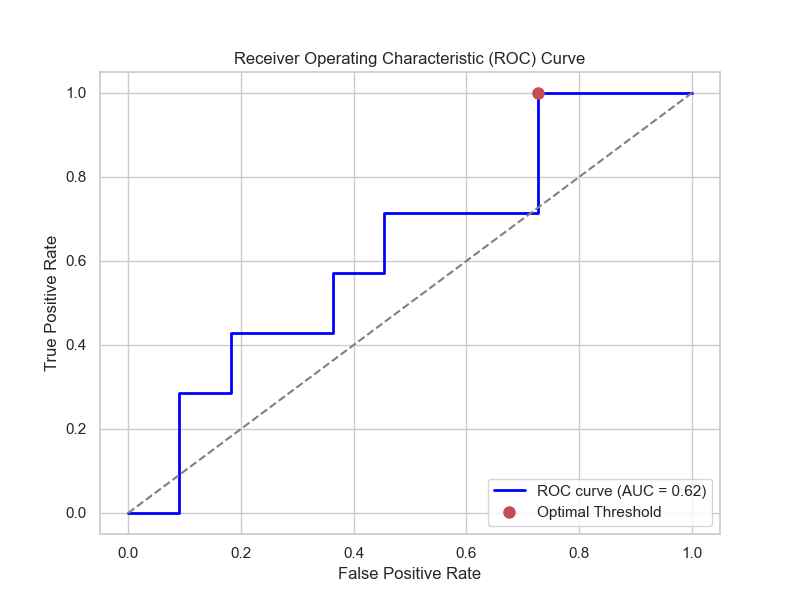 Receiver Operating Characteristic (ROC) Curve
1.0
0.8
0.6
0.4
0.2
0.0
True Positive Rate
0.0 0.2 0.4 0.6 0.8 1.0
False Positive Rate
ROC curve (AUC = 0.62)
Optimal Threshold